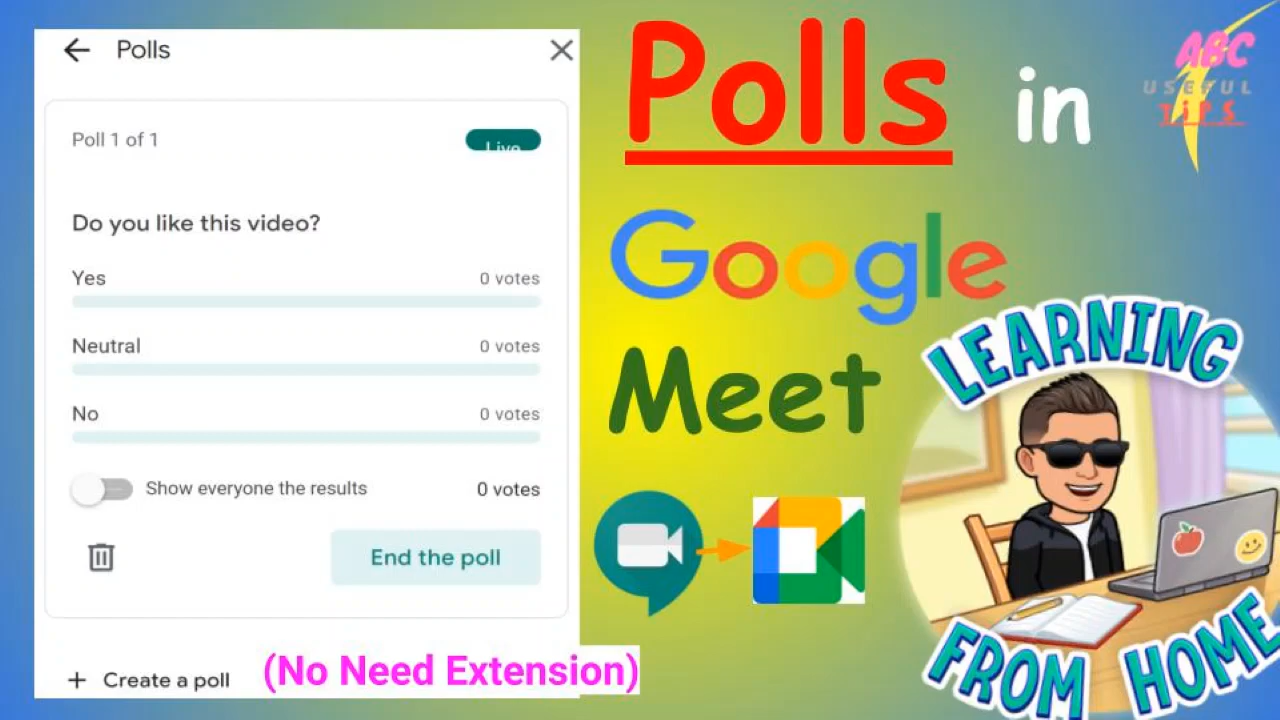 Polls
Poll 1 of 1
Live
Do you like this video?
Yes 0 votes
Neutral 0 votes
No 0 votes
Show everyone the results 0 votes
End the poll
+ Create a poll
(No Need Extension)
Polls in
Google
Meet
ABC
USEFUL
TiPS
LEARNING
FROM HOME